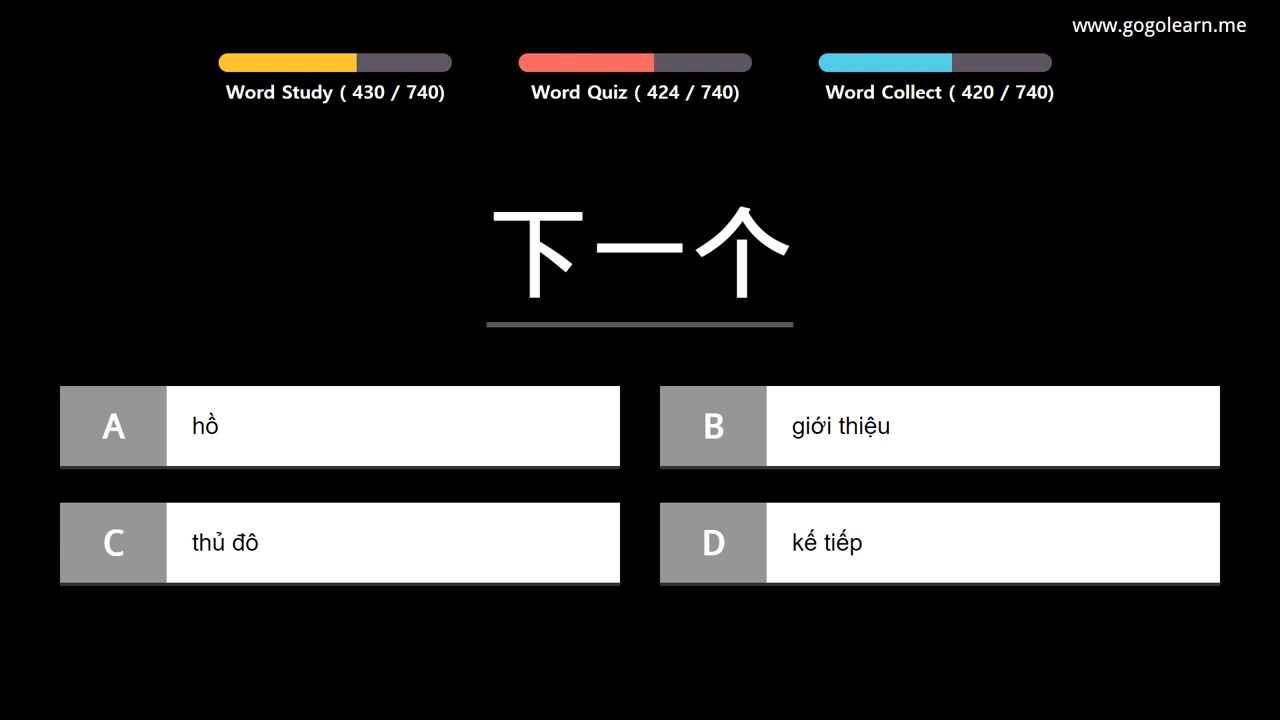 www.gogolearn.me
Word Study ( 430 / 740)
Word Quiz ( 424 / 740)
Word Collect ( 420 / 740)
下一个
A hồ
B giới thiệu
C thủ đô
D kế tiếp